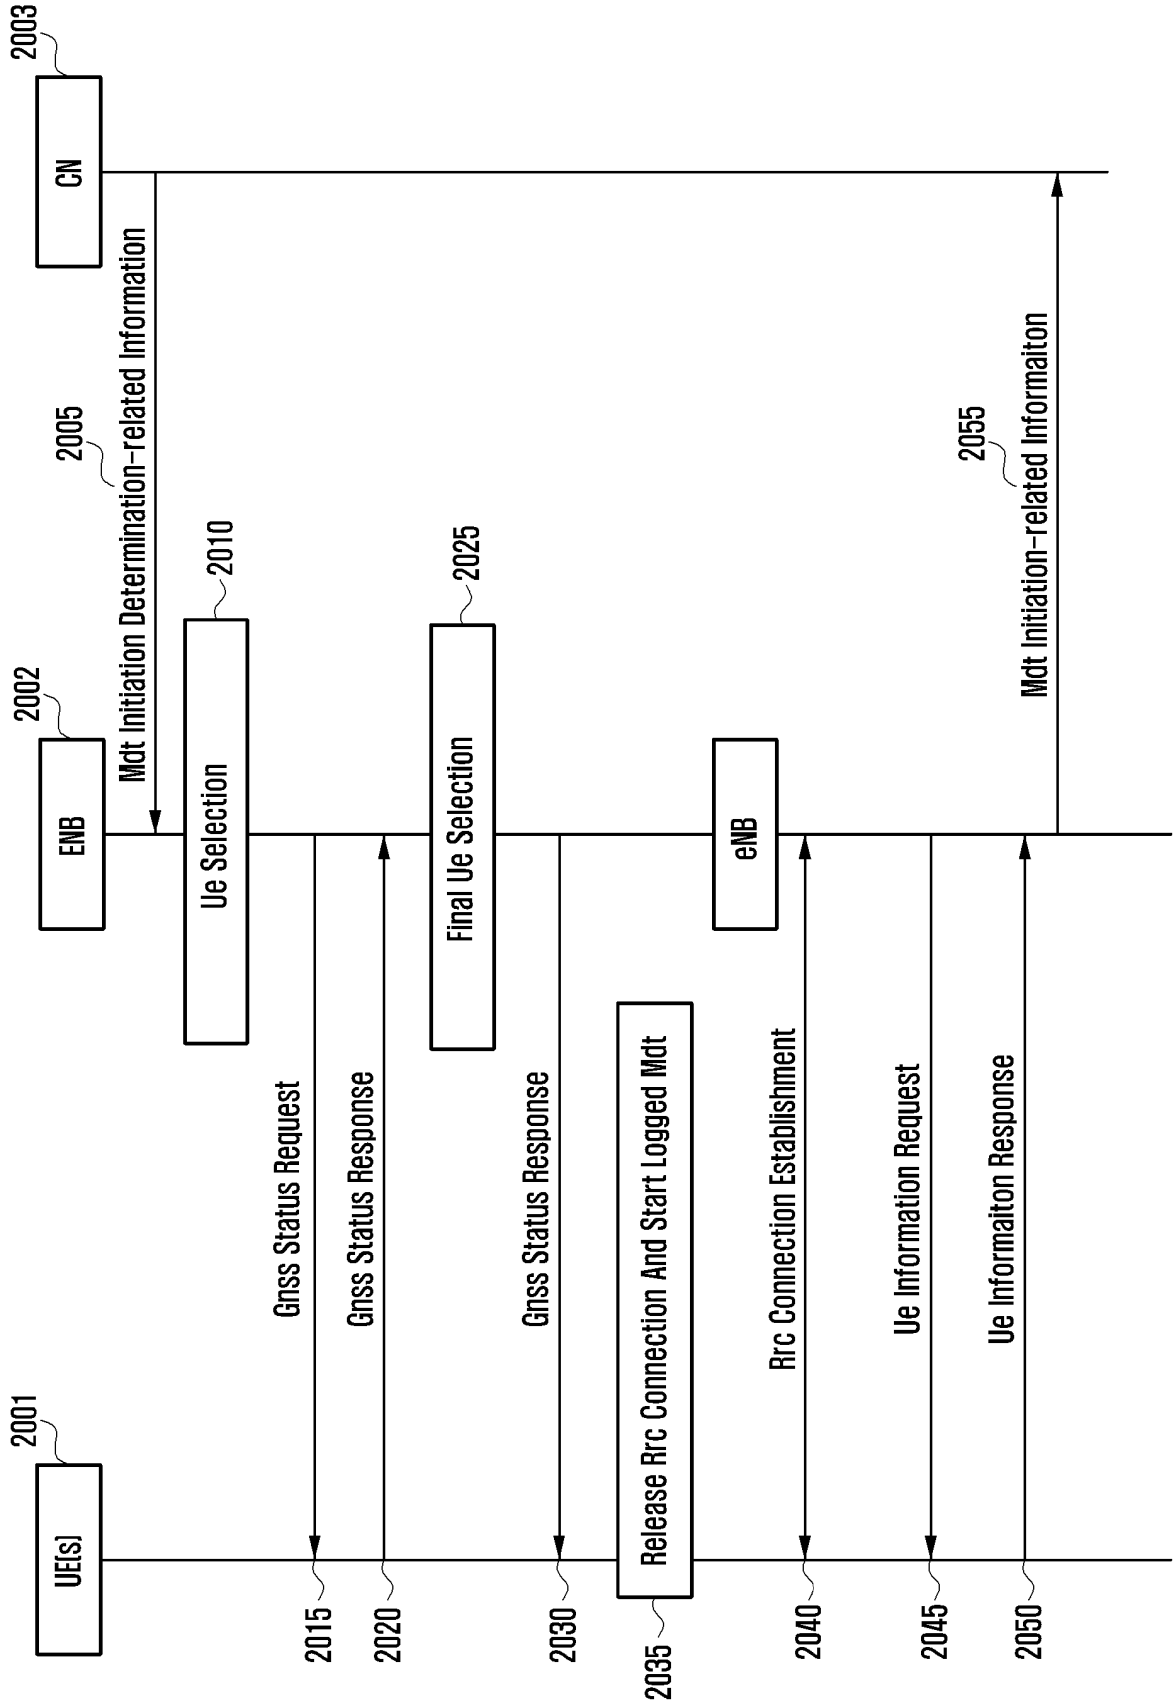 UE(s)
2001
ENB
2002
CN
2003
2005
Mdt Initiation Determination-related Information
Ue Selection
2010
Gnss Status Request
2015
Gnss Status Response
2020
Final Ue Selection
2025
Gnss Status Response
2030
Release Rrc Connection And Start Logged Mdt
2035
eNB
Rrc Connection Establishment
2040
Ue Information Request
2045
Ue Informaiton Response
2050
2055
Mdt Initiation-related Informaiton